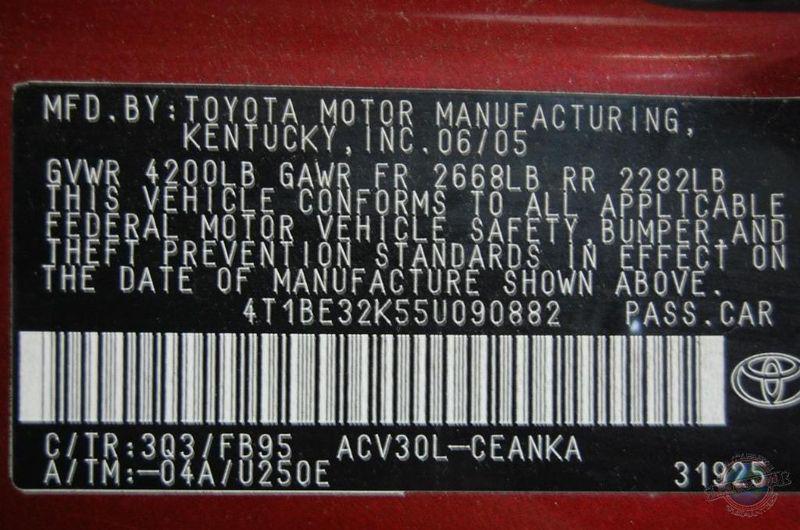 MFD. BY: TOYOTA MOTOR MANUFACTURING,
KENTUCKY, INC. 06/05
GVWR 4200LB GAWR FR 2668LB RR 2282LB
THIS VEHICLE CONFORMS TO ALL APPLICABLE
FEDERAL MOTOR VEHICLE SAFETY, BUMPER, AND
THEFT PREVENTION STANDARDS IN EFFECT ON
THE DATE OF MANUFACTURE SHOWN ABOVE.
4T1BE32K55U090882 PASS. CAR
C/TR: 3Q3/FB95 ACV30L-CEANKA
A/TM:-04A/U250E 31925